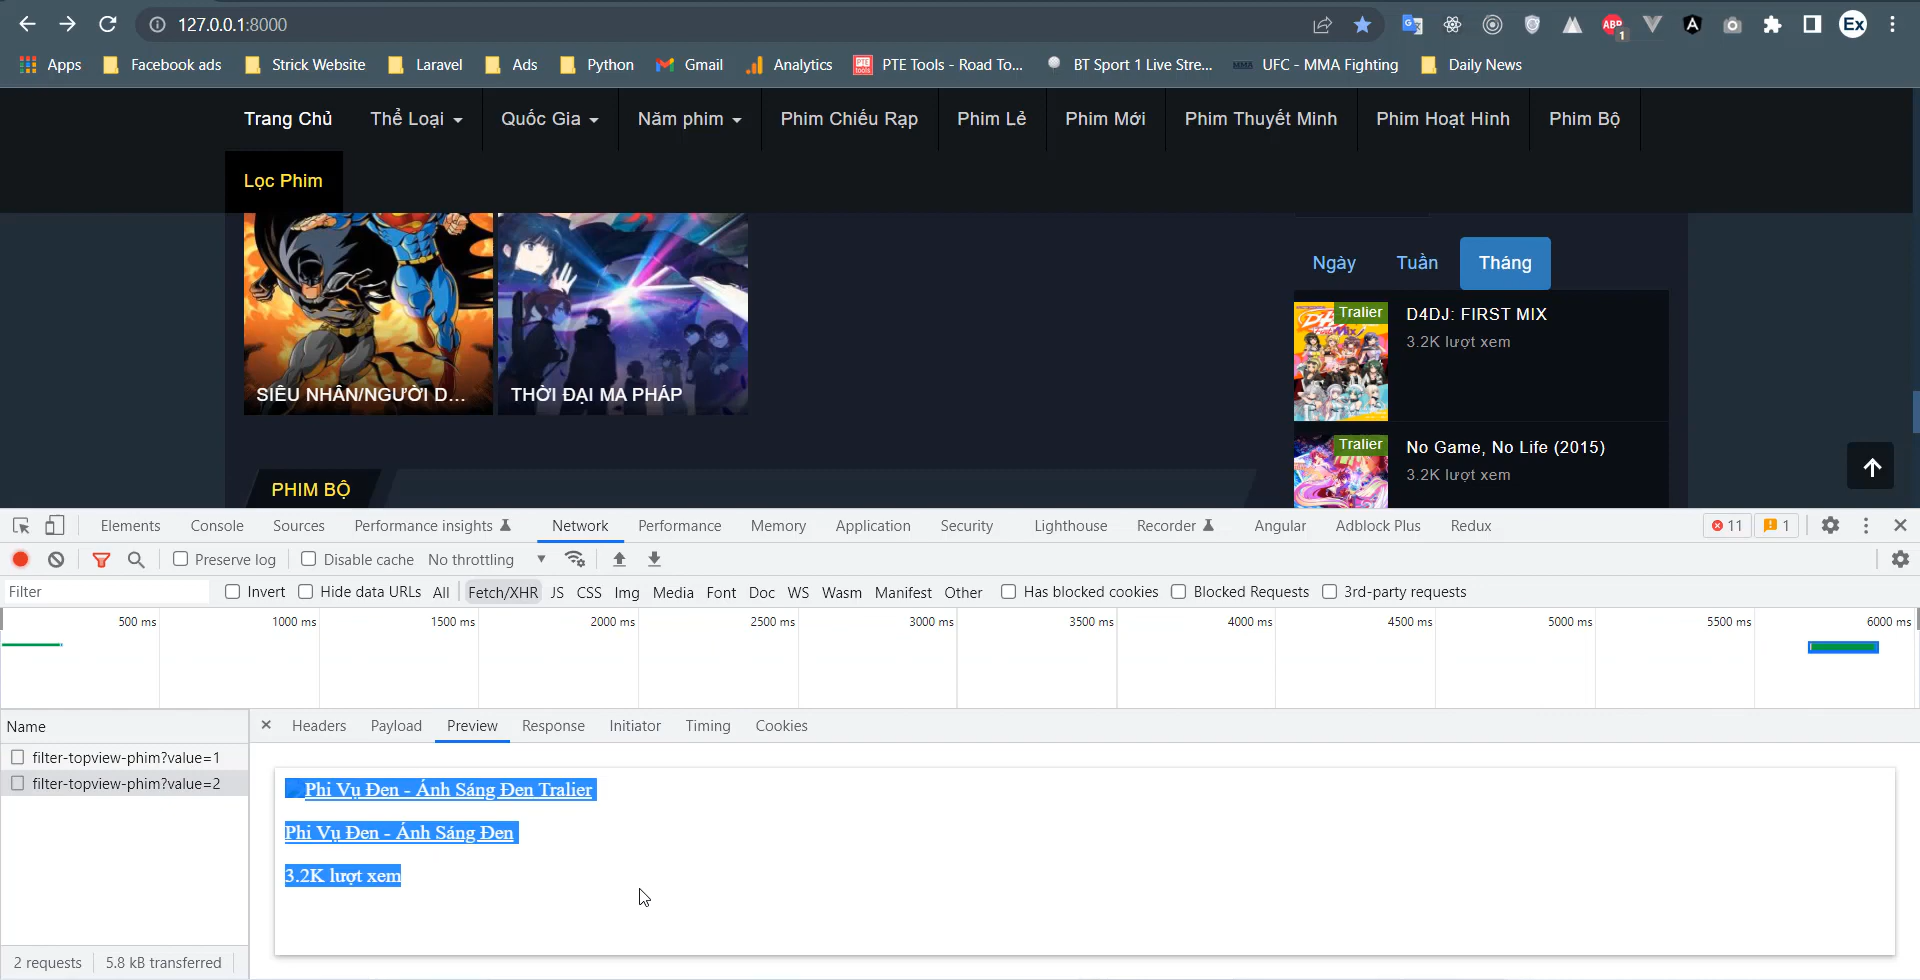 127.0.0.1:8000
ABP
1
Ex
Apps Facebook ads Strick Website Laravel Ads Python Gmail Analytics PTE Tools - Road To... BT Sport 1 Live Stre... UFC - MMA Fighting Daily News
Trang Chủ Thể Loại Quốc Gia Năm phim Phim Chiếu Rạp Phim Lẻ Phim Mới Phim Thuyết Minh Phim Hoạt Hình Phim Bộ
Lọc Phim
Ngày Tuần Tháng
Tralier D4DJ: FIRST MIX
3.2K lượt xem
SIÊU NHÂN/NGƯỜI D... THỜI ĐẠI MA PHÁP
Tralier No Game, No Life (2015)
3.2K lượt xem
PHIM BỘ
Elements Console Sources Performance insights Network Performance Memory Application Security Lighthouse Recorder Angular Adblock Plus Redux 11 1
Preserve log Disable cache No throttling
Filter Invert Hide data URLs All Fetch/XHR JS CSS Img Media Font Doc WS Wasm Manifest Other Has blocked cookies Blocked Requests 3rd-party requests
500 ms 1000 ms 1500 ms 2000 ms 2500 ms 3000 ms 3500 ms 4000 ms 4500 ms 5000 ms 5500 ms 6000 ms
Name Headers Payload Preview Response Initiator Timing Cookies
filter-topview-phim?value=1
filter-topview-phim?value=2
Phi Vụ Đen - Ánh Sáng Đen Tralier
Phi Vụ Đen - Ánh Sáng Đen
3.2K lượt xem
2 requests 5.8 kB transferred